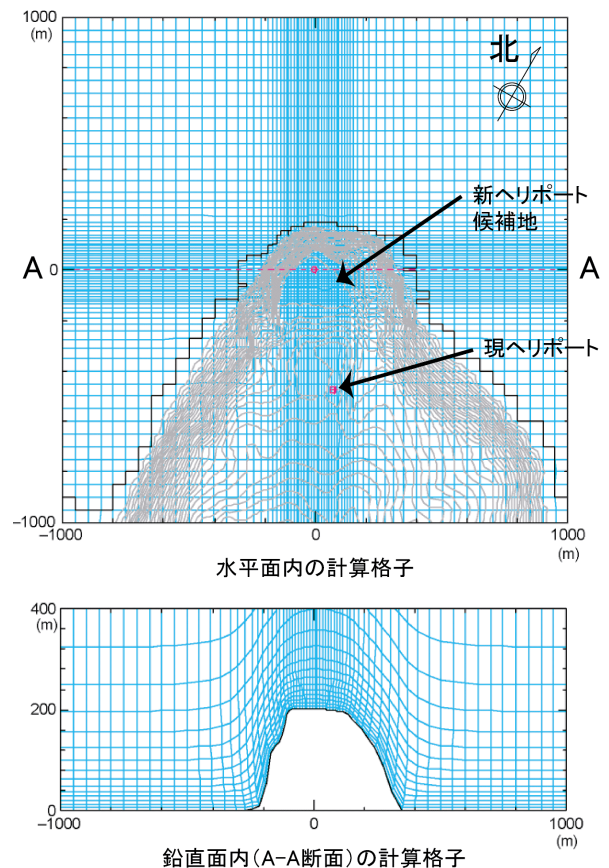 1000
(m)
北
新ヘリポート
候補地
A
0
A
現ヘリポート
−1000
−1000
0
1000
(m)
水平面内の計算格子
400
(m)
200
0
−1000
0
1000
(m)
鉛直面内(A−A断面)の計算格子